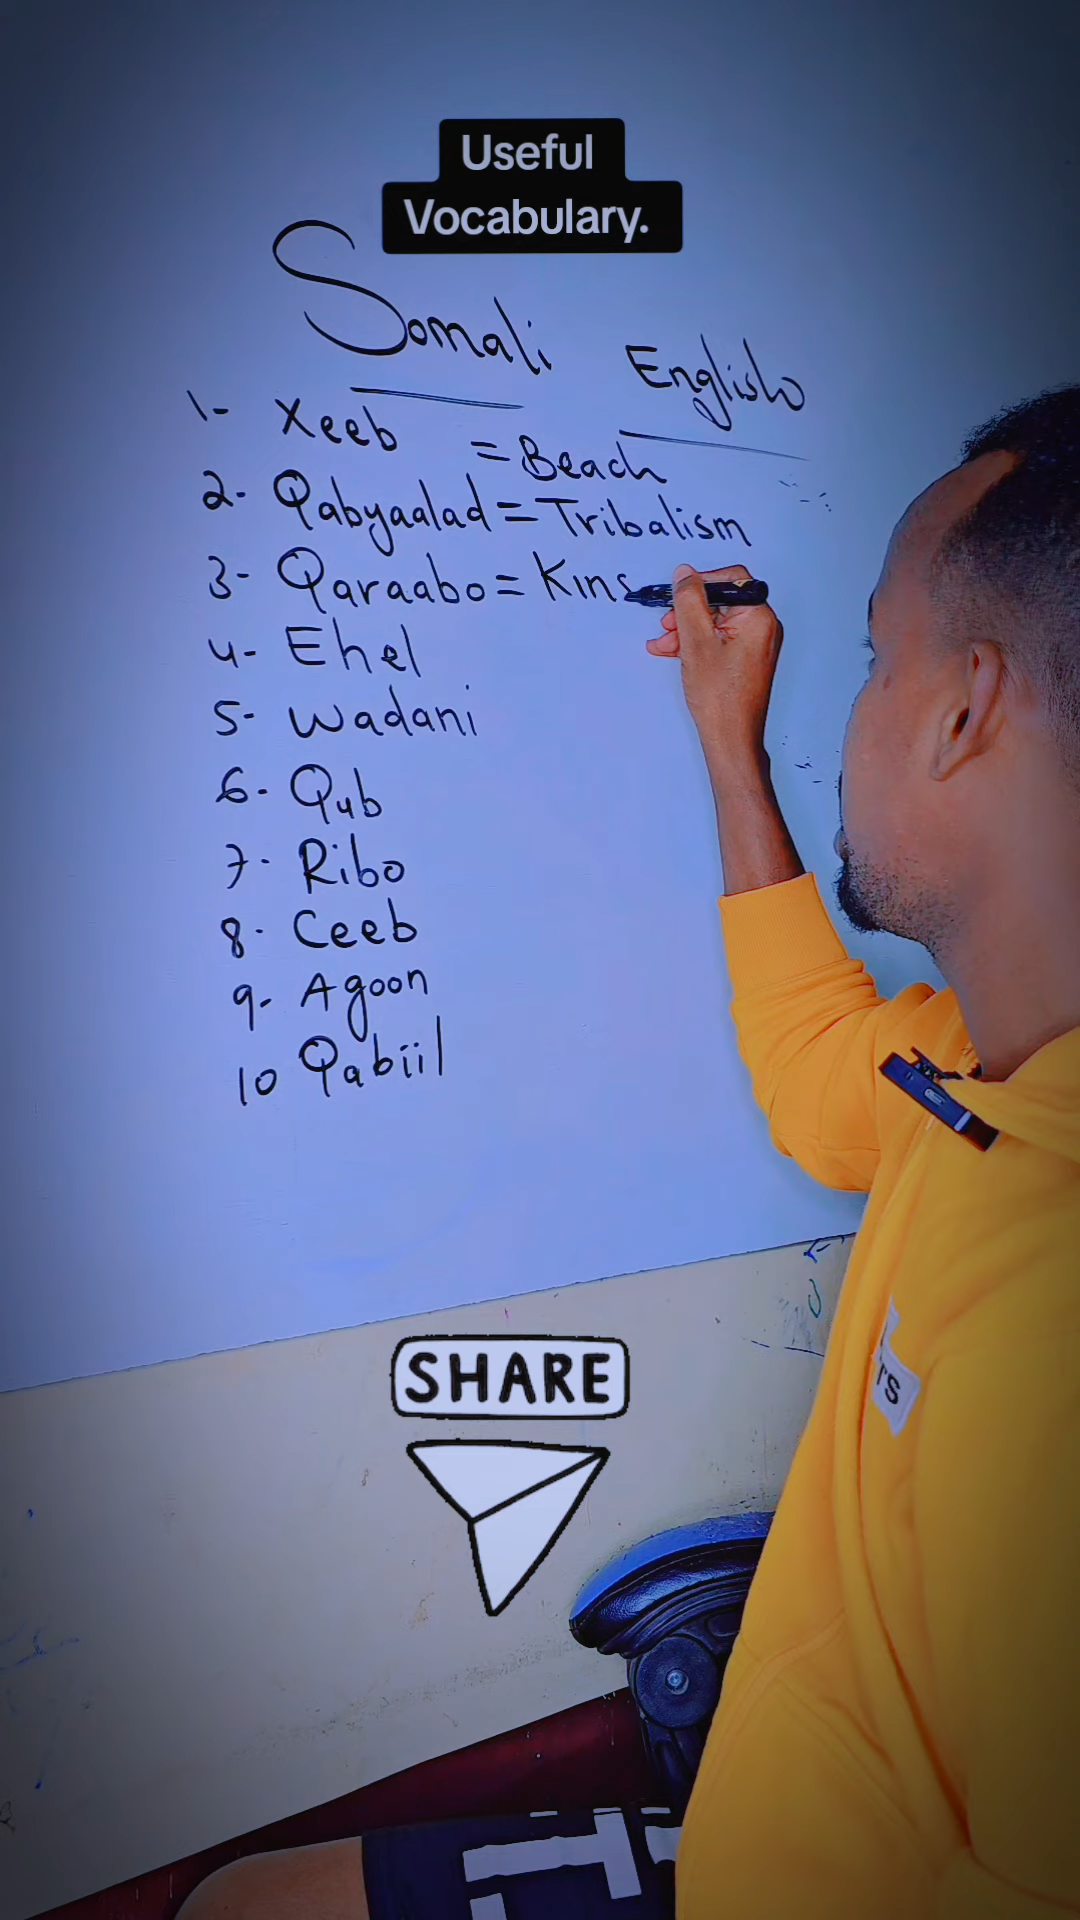 Useful
Vocabulary.
Somali English
1- Xeeb = Beach
2- Qabyaalad = Tribalism
3- Qaraabo = Kins
4- Ehel
5- Wadani
6- Qub
7- Ribo
8- Ceeb
9- Agoon
10 Qabiil
SHARE
TS